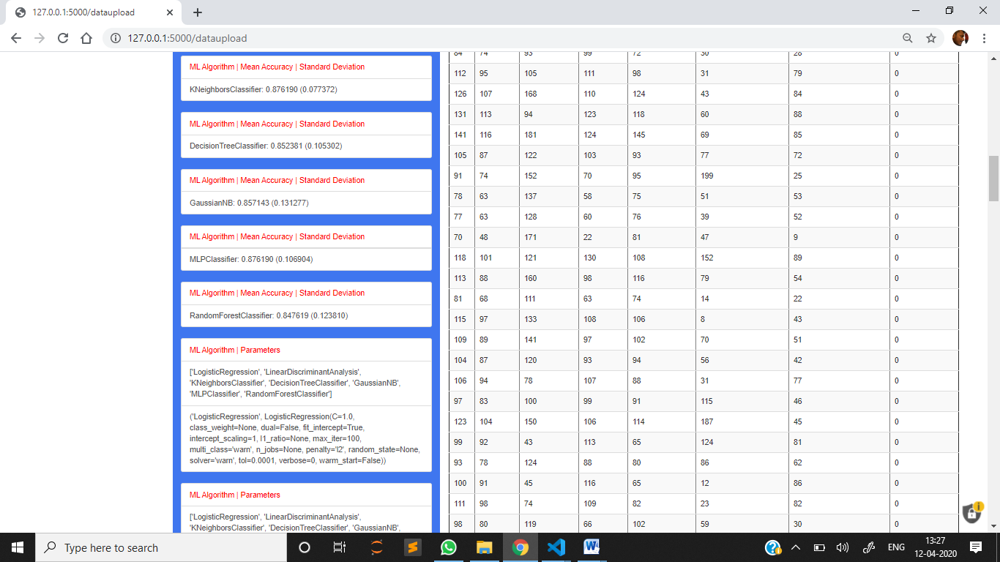 127.0.0.1:5000/dataupload
127.0.0.1:5000/dataupload
ML Algorithm | Mean Accuracy | Standard Deviation
KNeighborsClassifier: 0.876190 (0.077372)
ML Algorithm | Mean Accuracy | Standard Deviation
DecisionTreeClassifier: 0.852381 (0.105302)
ML Algorithm | Mean Accuracy | Standard Deviation
GaussianNB: 0.857143 (0.131277)
ML Algorithm | Mean Accuracy | Standard Deviation
MLPClassifier: 0.876190 (0.106904)
ML Algorithm | Mean Accuracy | Standard Deviation
RandomForestClassifier: 0.847619 (0.123810)
ML Algorithm | Parameters
['LogisticRegression', 'LinearDiscriminantAnalysis',
'KNeighborsClassifier', 'DecisionTreeClassifier', 'GaussianNB',
'MLPClassifier', 'RandomForestClassifier']
('LogisticRegression', LogisticRegression(C=1.0,
class_weight=None, dual=False, fit_intercept=True,
intercept_scaling=1, l1_ratio=None, max_iter=100,
multi_class='warn', n_jobs=None, penalty='l2', random_state=None,
solver='warn', tol=0.0001, verbose=0, warm_start=False))
ML Algorithm | Parameters
['LogisticRegression', 'LinearDiscriminantAnalysis',
'KNeighborsClassifier', 'DecisionTreeClassifier', 'GaussianNB',
84 74 93 99 72 30 28 0
112 95 105 111 98 31 79 0
126 107 168 110 124 43 84 0
131 113 94 123 118 60 88 0
141 116 181 124 145 69 85 0
105 87 122 103 93 77 72 0
91 74 152 70 95 199 25 0
78 63 137 58 75 51 53 0
77 63 128 60 76 39 52 0
70 48 171 22 81 47 9 0
118 101 121 130 108 152 89 0
113 88 160 98 116 79 54 0
81 68 111 63 74 14 22 0
115 97 133 108 106 8 43 0
109 89 141 97 102 70 51 0
104 87 120 93 94 56 42 0
106 94 78 107 88 31 77 0
97 83 100 99 91 115 46 0
123 104 150 106 114 187 45 0
99 92 43 113 65 124 81 0
93 78 124 88 80 86 62 0
100 91 45 116 65 12 86 0
111 98 74 109 82 23 82 0
98 80 119 66 102 59 30 0
Type here to search
ENG
13:27
12-04-2020